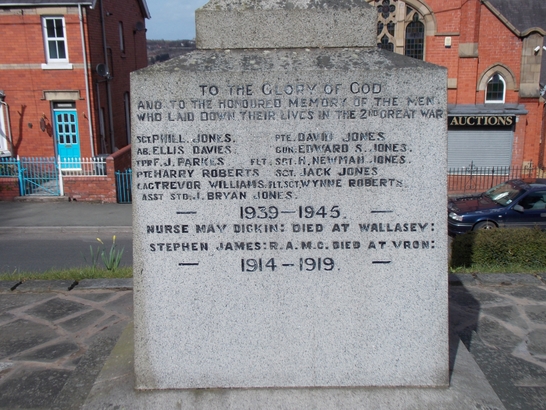 TO THE GLORY OF GOD
AND TO THE HONOURED MEMORY OF THE MEN,
WHO LAID DOWN THEIR LIVES IN THE 2ND GREAT WAR
SGT PHILL. JONES. PTE. DAVID JONES
AB. ELLIS DAVIES. GUN. EDWARD S. JONES.
F. J. PARKES FLT. SGT. H. NEWMAN JONES.
PTE HARRY ROBERTS SGT. JACK JONES
LAC TREVOR WILLIAMS. FLT. SGT. WYNNE ROBERTS.
ASST STD. J. BRYAN JONES.
— 1939—1945. —
NURSE MAY DICKIN: DIED AT WALLASEY:
STEPHEN JAMES: R.A.M.C. DIED AT VRON:
— 1914—1919. —
AUCTIONS